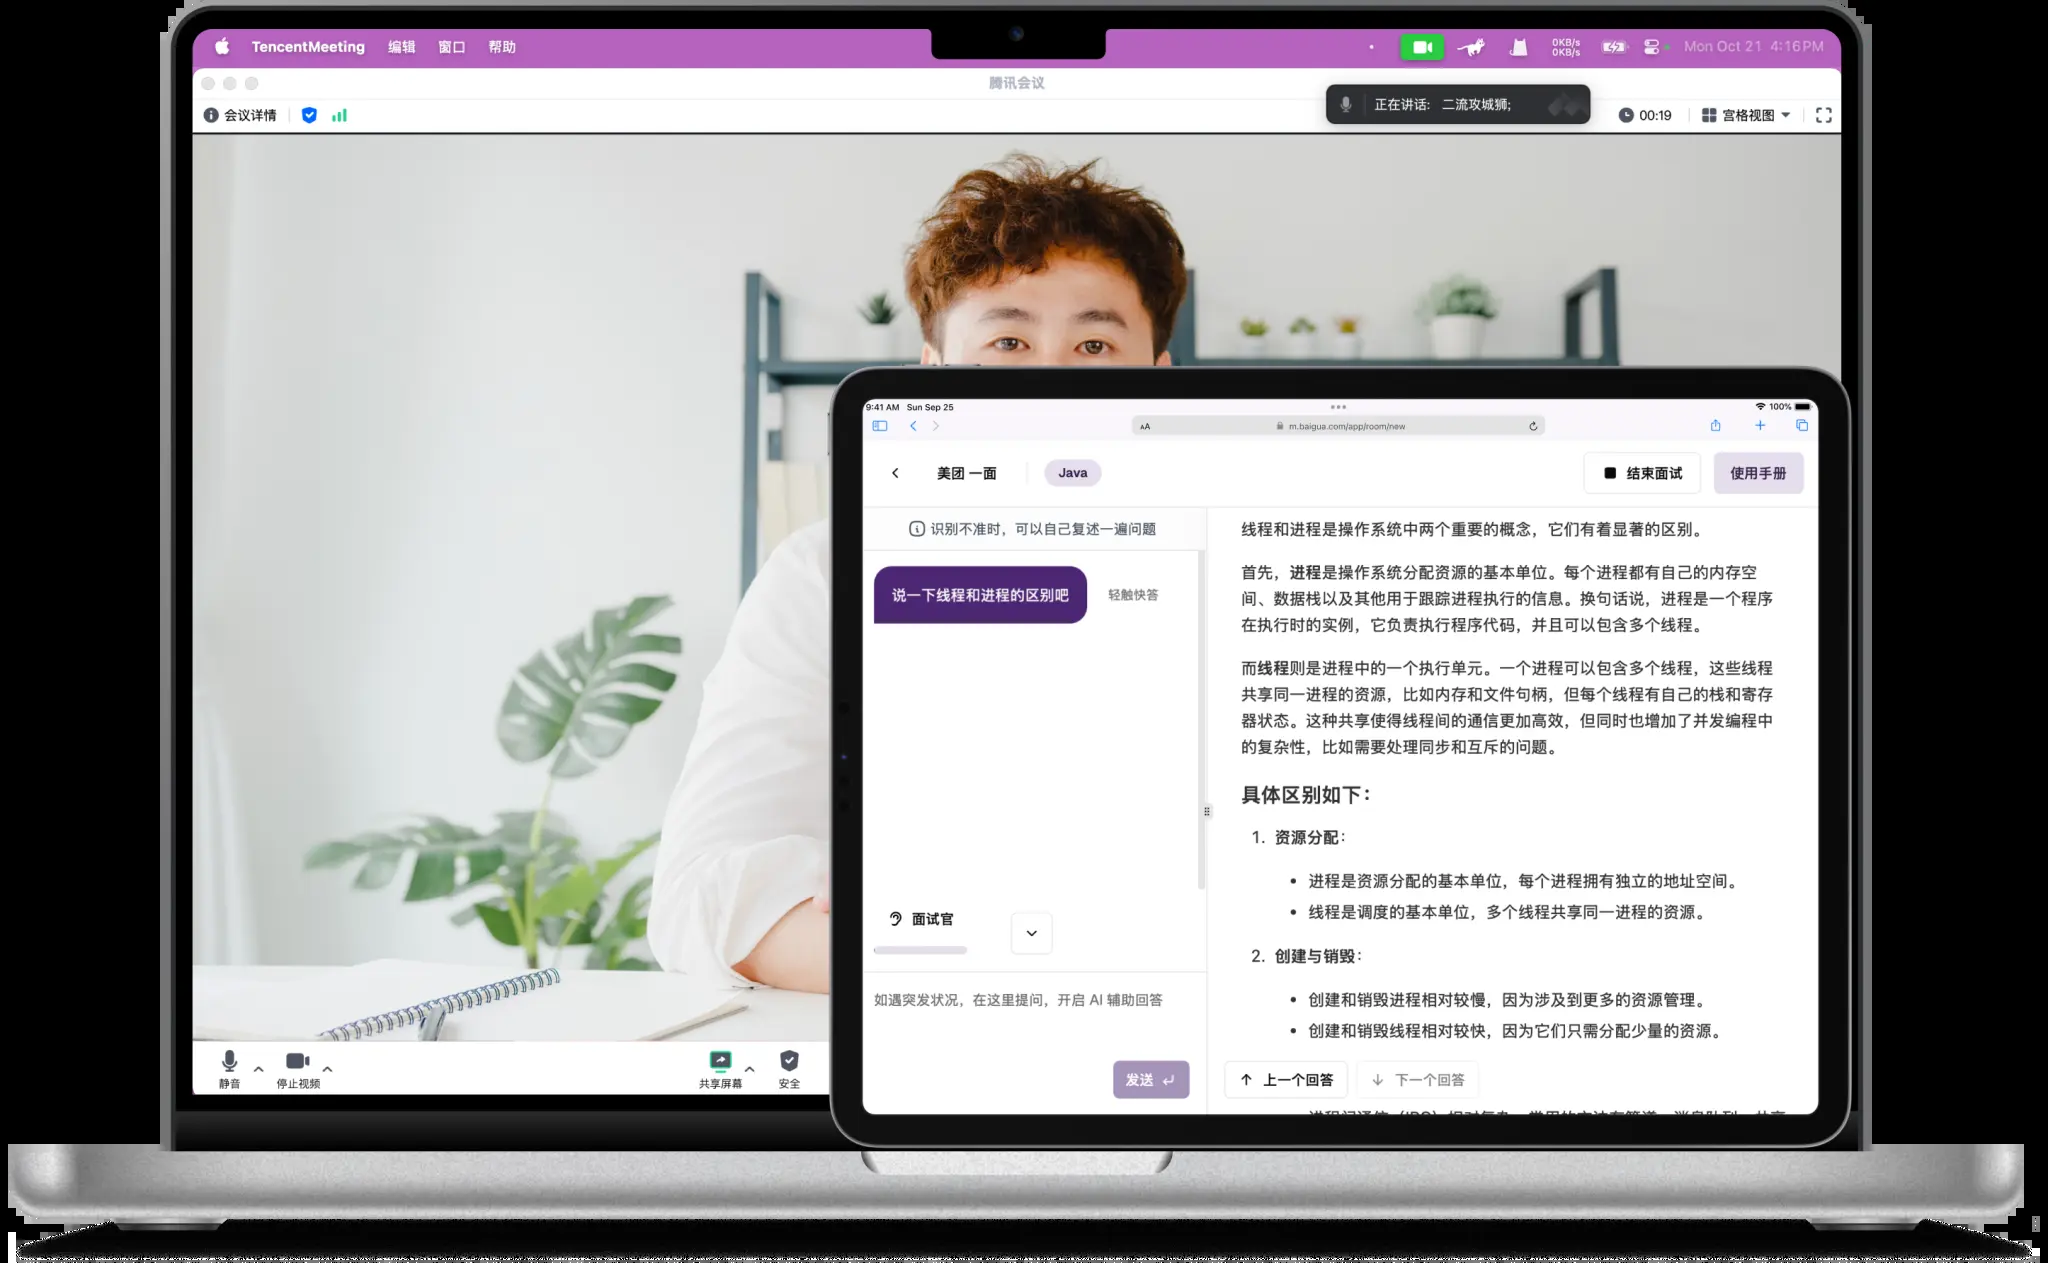 TencentMeeting 编辑 窗口 帮助
0KB/s
0KB/s
Mon Oct 21 4:16PM
腾讯会议
会议详情
正在讲话: 二流攻城狮;
00:19 宫格视图
静音 停止视频 共享屏幕 安全
9:41 AM Sun Sep 25
100%
AA m.baigua.com/app/room/new
美团 一面 Java 结束面试 使用手册
识别不准时，可以自己复述一遍问题
说一下线程和进程的区别吧 轻触快答
面试官
如遇突发状况，在这里提问，开启 AI 辅助回答
发送
线程和进程是操作系统中两个重要的概念，它们有着显著的区别。
首先，进程是操作系统分配资源的基本单位。每个进程都有自己的内存空
间、数据栈以及其他用于跟踪进程执行的信息。换句话说，进程是一个程序
在执行时的实例，它负责执行程序代码，并且可以包含多个线程。
而线程则是进程中的一个执行单元。一个进程可以包含多个线程，这些线程
共享同一进程的资源，比如内存和文件句柄，但每个线程有自己的栈和寄存
器状态。这种共享使得线程间的通信更加高效，但同时也增加了并发编程中
的复杂性，比如需要处理同步和互斥的问题。
具体区别如下：
1. 资源分配：
• 进程是资源分配的基本单位，每个进程拥有独立的地址空间。
• 线程是调度的基本单位，多个线程共享同一进程的资源。
2. 创建与销毁：
• 创建和销毁进程相对较慢，因为涉及到更多的资源管理。
• 创建和销毁线程相对较快，因为它们只需分配少量的资源。
上一个回答 下一个回答